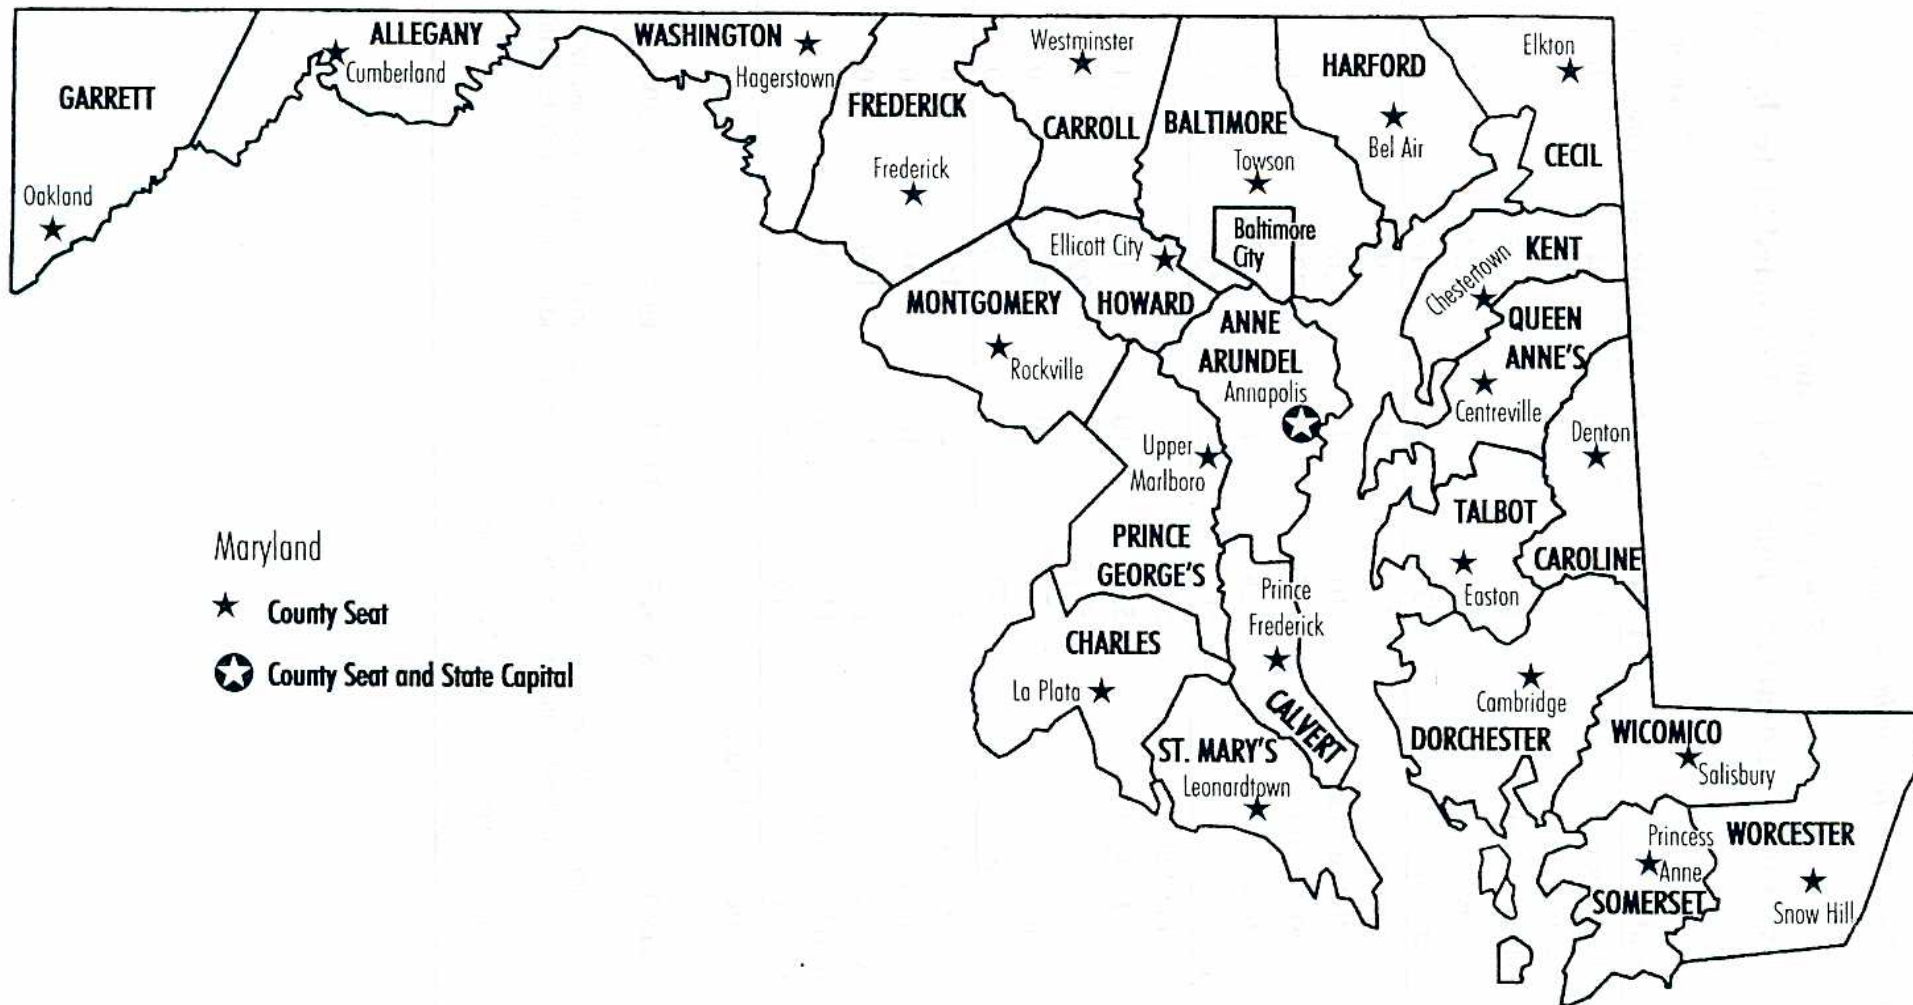 GARRETT
Oakland
ALLEGANY
Cumberland
WASHINGTON
Hagerstown
FREDERICK
Frederick
Westminster
CARROLL
BALTIMORE
Towson
Baltimore
City
HARFORD
Bel Air
Elkton
CECIL
KENT
Chestertown
QUEEN
ANNE'S
Centreville
Ellicott City
HOWARD
MONTGOMERY
Rockville
ANNE
ARUNDEL
Annapolis
Upper
Marlboro
PRINCE
GEORGE'S
Denton
CAROLINE
TALBOT
Easton
Prince
Frederick
CALVERT
CHARLES
La Plata
ST. MARY'S
Leonardtown
Cambridge
DORCHESTER
WICOMICO
Salisbury
Princess
Anne
SOMERSET
WORCESTER
Snow Hill
Maryland
County Seat
County Seat and State Capital